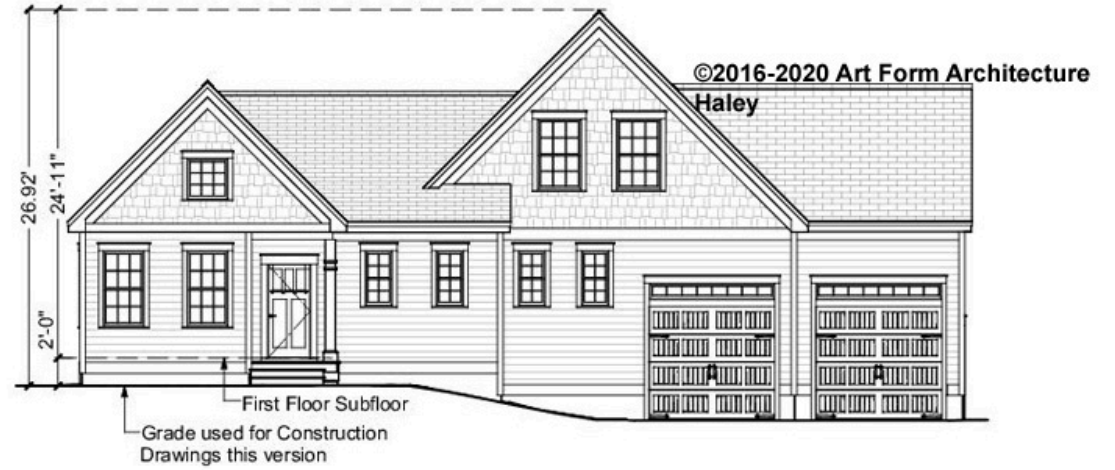 ©2016-2020 Art Form Architecture
Haley
26.92'
24'-11"
2'-0"
First Floor Subfloor
Grade used for Construction
Drawings this version